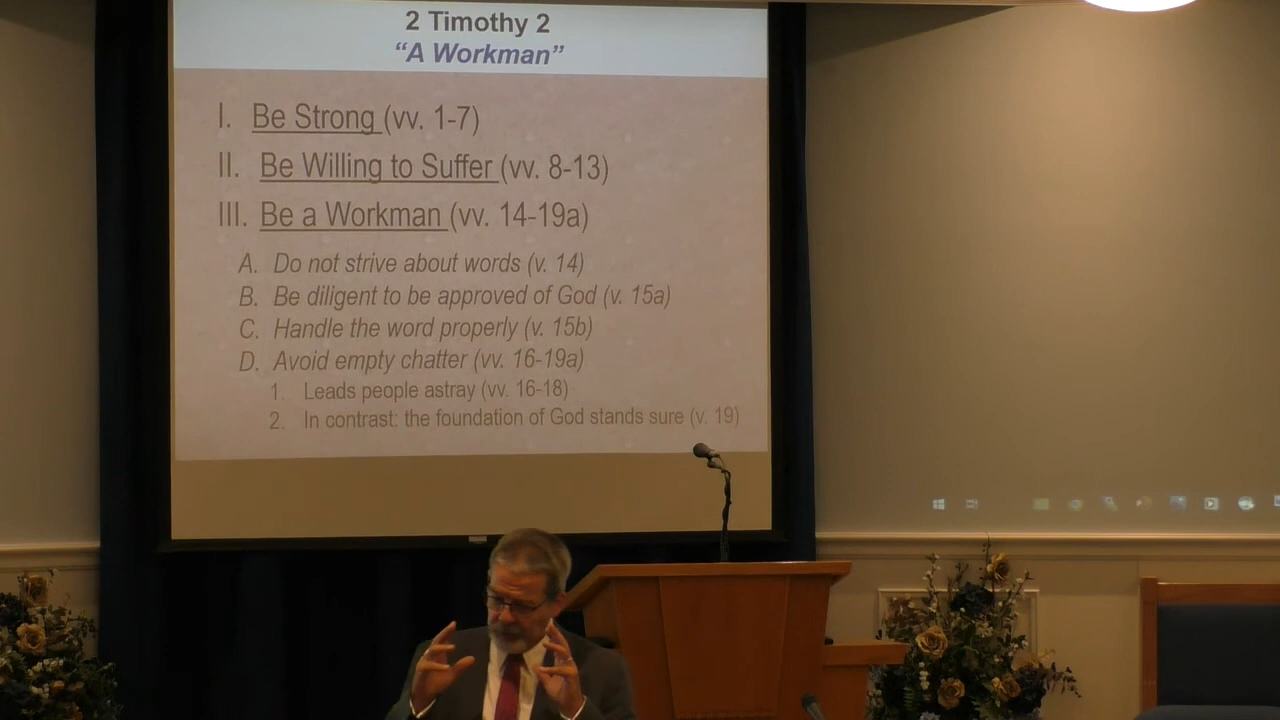 2 Timothy 2
“A Workman”
I. Be Strong (vv. 1-7)
II. Be Willing to Suffer (vv. 8-13)
III. Be a Workman (vv. 14-19a)
A. Do not strive about words (v. 14)
B. Be diligent to be approved of God (v. 15a)
C. Handle the word properly (v. 15b)
D. Avoid empty chatter (vv. 16-19a)
1. Leads people astray (vv. 16-18)
2. In contrast: the foundation of God stands sure (v. 19)